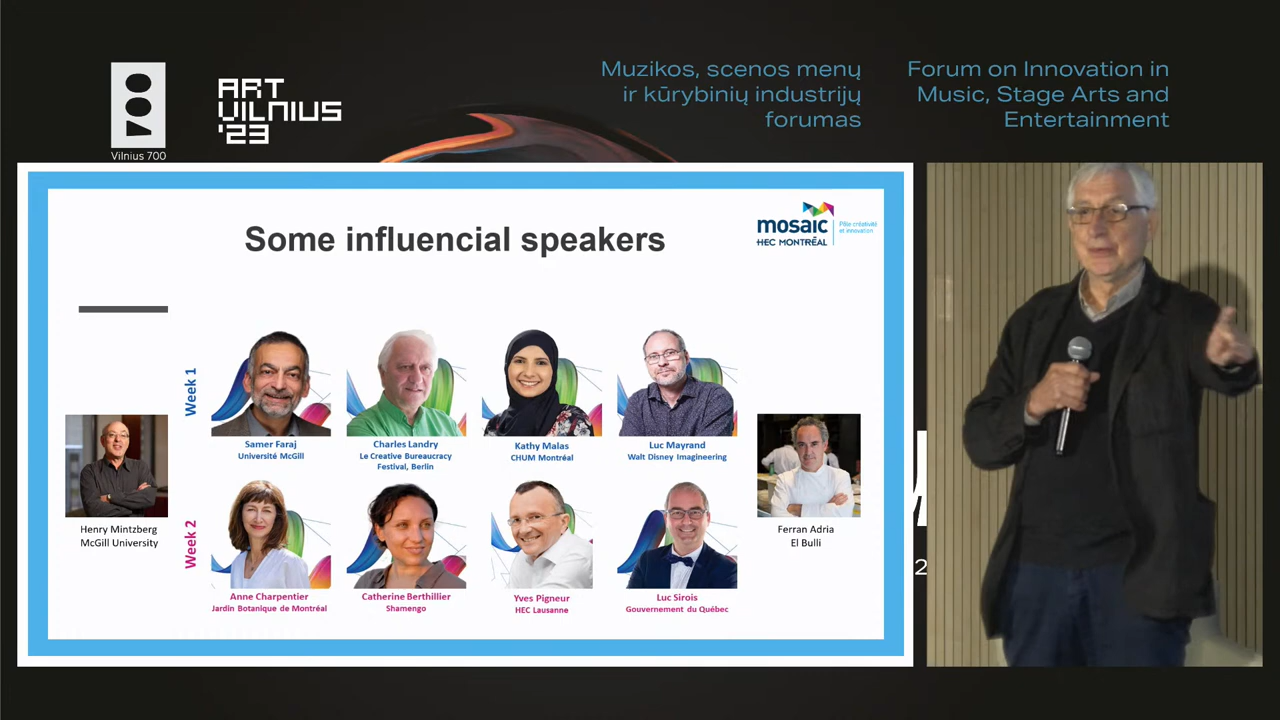 Vilnius 700
ART
VILNIUS
'23
Muzikos, scenos menų
ir kūrybinių industrijų
forumas
Forum on Innovation in
Music, Stage Arts and
Entertainment
Some influencial speakers
mosaic
HEC MONTRĒAL
Pôle créativité
et innovation
Week 1
Samer Faraj
Université McGill
Charles Landry
Le Creative Bureaucracy
Festival, Berlin
Kathy Malas
CHUM Montréal
Luc Mayrand
Walt Disney Imagineering
Henry Mintzberg
McGill University
Ferran Adria
El Bulli
Week 2
Anne Charpentier
Jardin Botanique de Montréal
Catherine Berthillier
Shamengo
Yves Pigneur
HEC Lausanne
Luc Sirois
Gouvernement du Québec
2